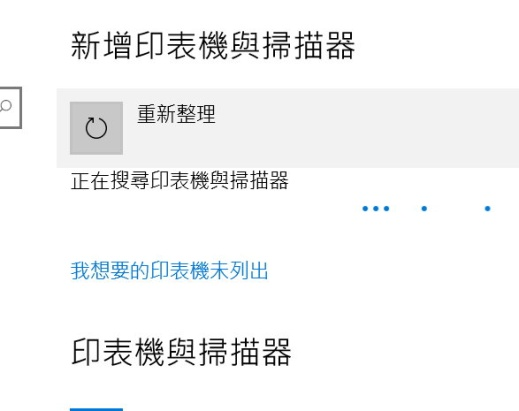 新增印表機與掃描器
重新整理
正在搜尋印表機與掃描器
我想要的印表機未列出
印表機與掃描器